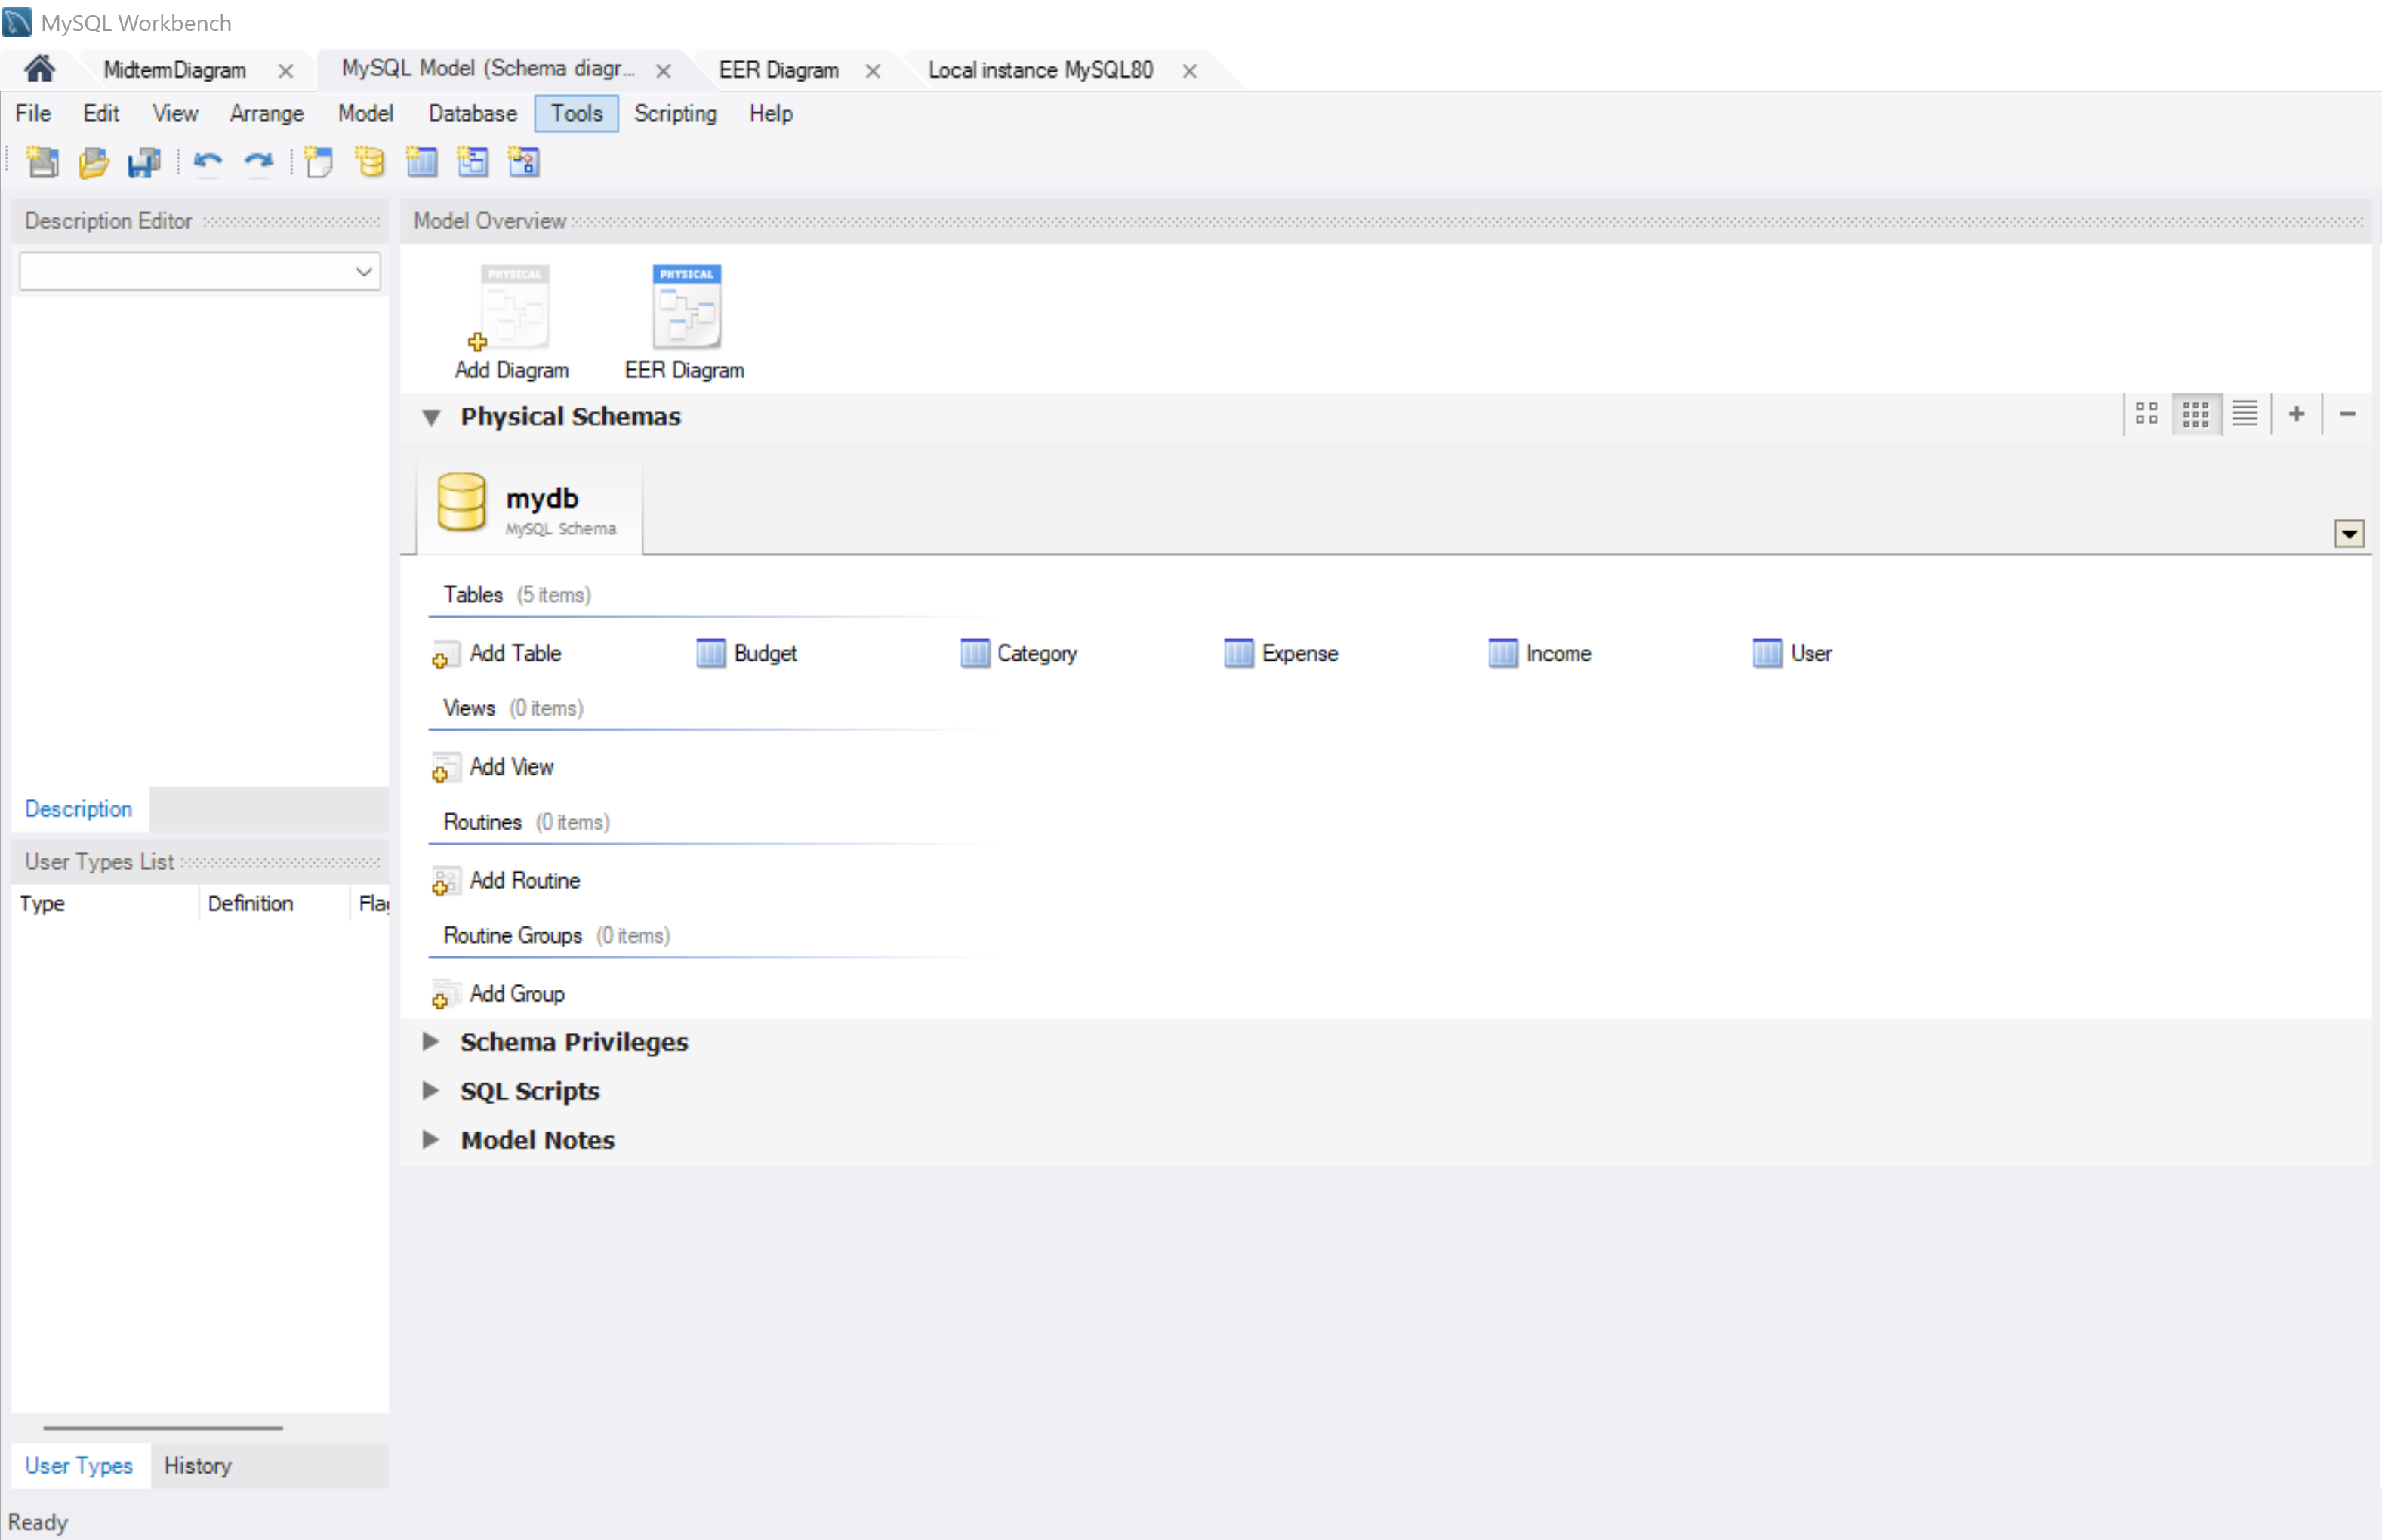 MySQL Workbench
MidtermDiagram
MySQL Model (Schema diagr...
EER Diagram
Local instance MySQL80
File Edit View Arrange Model Database Tools Scripting Help
Description Editor
Model Overview
PHYSICAL
PHYSICAL
Add Diagram
EER Diagram
Physical Schemas
mydb
MySQL Schema
Tables (5 items)
Add Table Budget Category Expense Income User
Views (0 items)
Add View
Routines (0 items)
Add Routine
Routine Groups (0 items)
Add Group
Schema Privileges
SQL Scripts
Model Notes
Description
User Types List
Type Definition Flag
User Types History
Ready